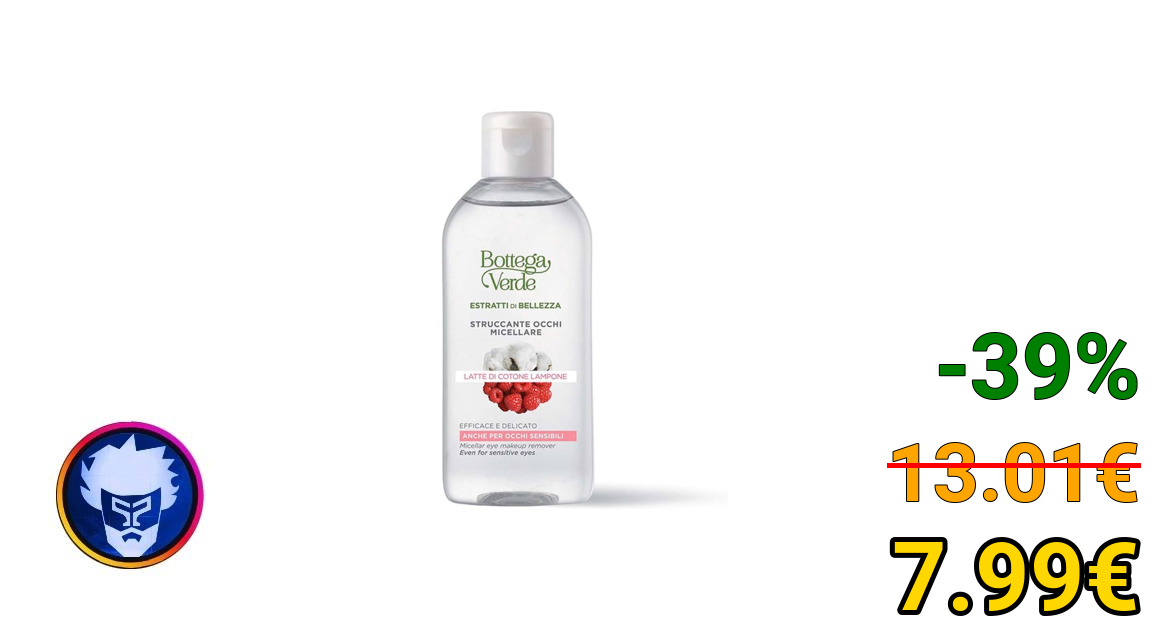 Bottega
Verde
ESTRATTI DI BELLEZZA
STRUCCANTE OCCHI
MICELLARE
LATTE DI COTONE LAMPONE
EFFICACE E DELICATO
ANCHE PER OCCHI SENSIBILI
Micellar eye makeup remover
Even for sensitive eyes
-39%
13.01€
7.99€